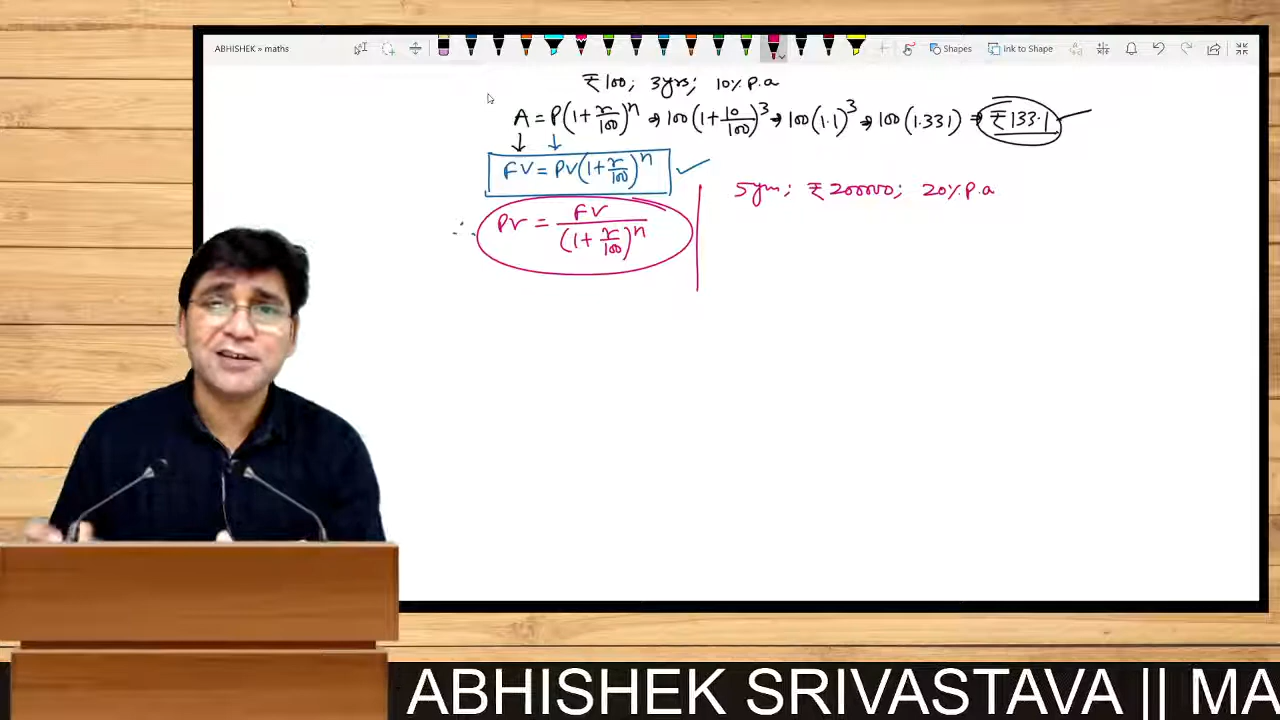 ABHISHEK » maths
Shapes
Ink to Shape
₹100; 3yrs; 10% P.a
A = P(1+r/100)^n → 100(1+10/100)^3 → 100(1.1)^3 → 100(1.331) → ₹133.1
FV = PV(1+r/100)^n
∴ PV = FV/(1+r/100)^n
5yrs; ₹200000; 20% P.a
ABHISHEK SRIVASTAVA || MA